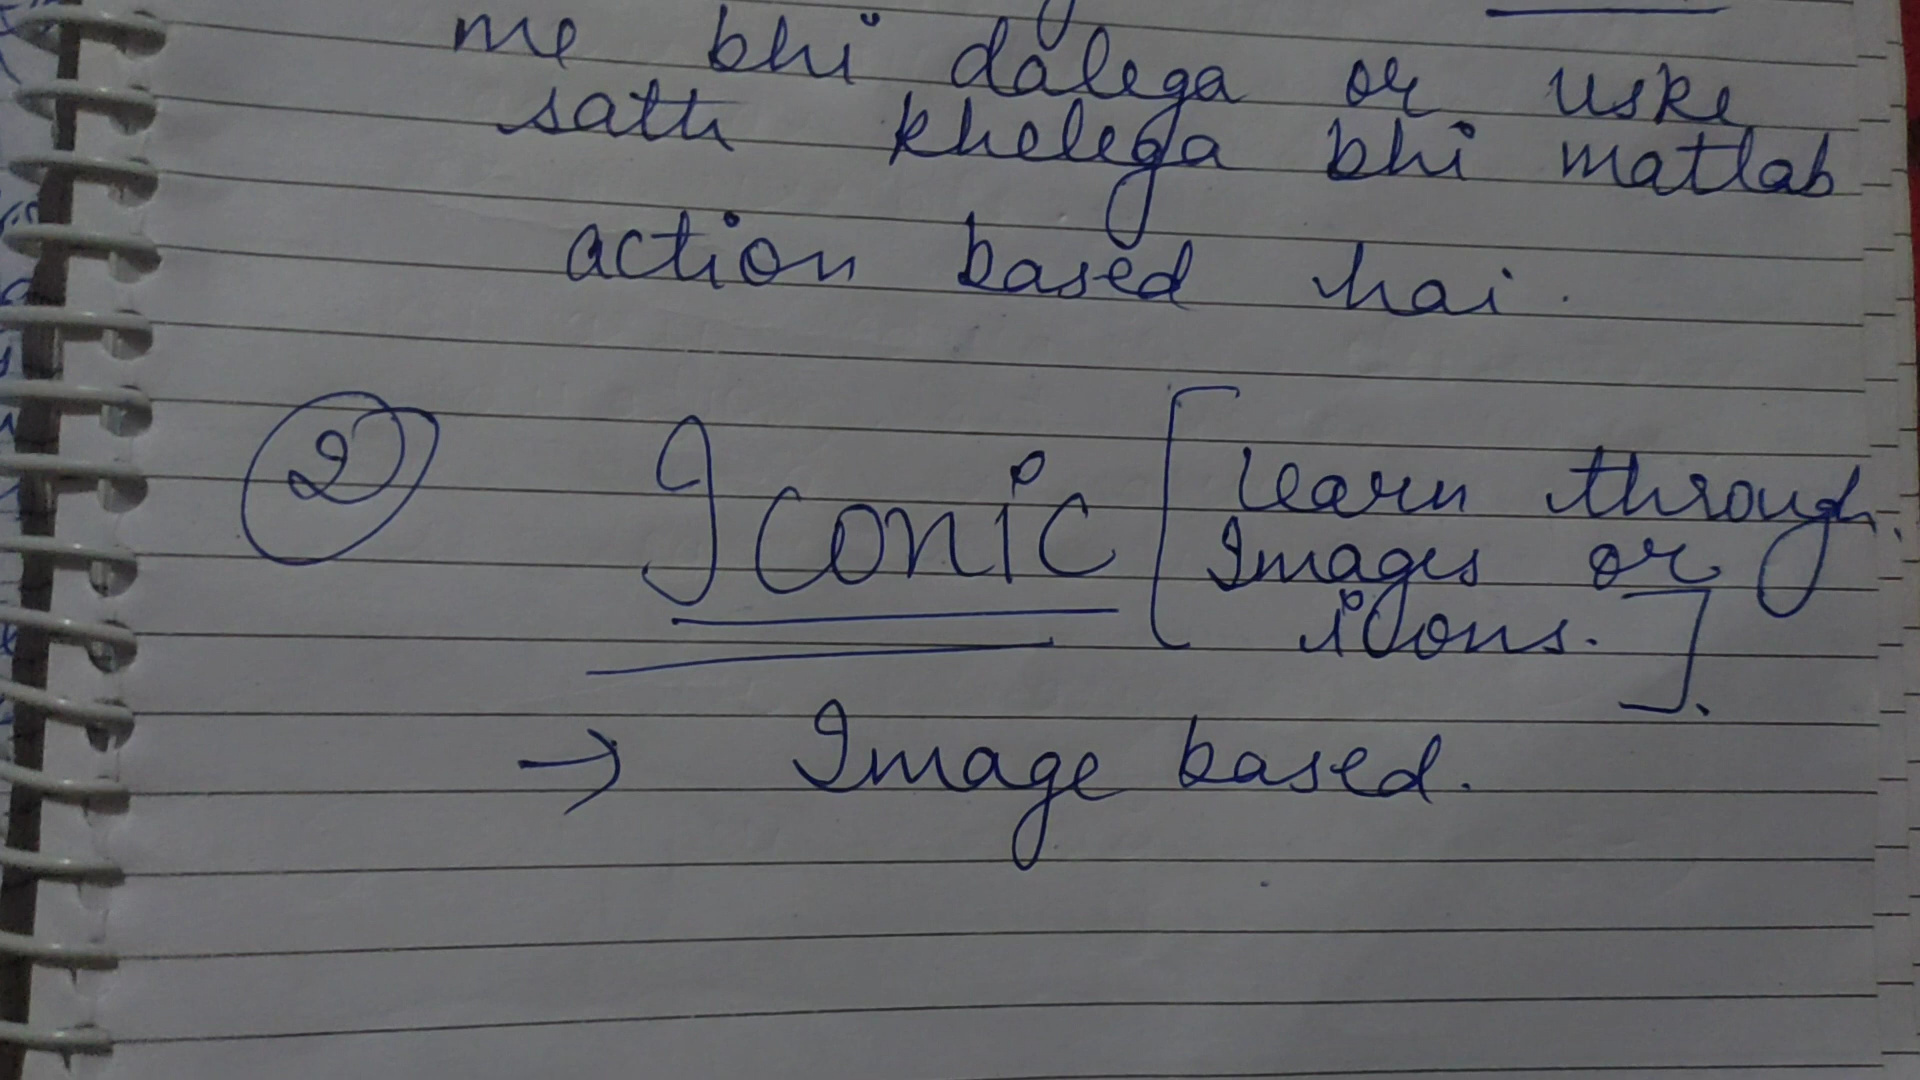 me bhi dalega or uske
sath khelega bhi matlab
action based hai.
2 Iconic [learn through
Images or
icons.]
→ Image based.